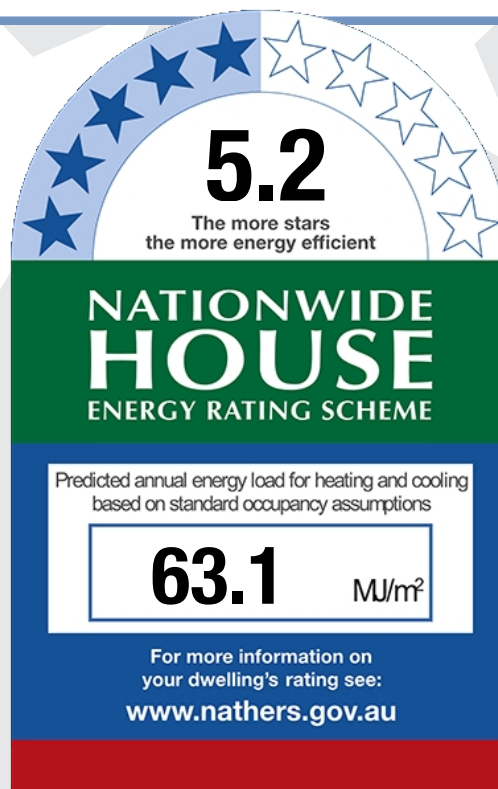 5.2
The more stars
the more energy efficient
NATIONWIDE
HOUSE
ENERGY RATING SCHEME
Predicted annual energy load for heating and cooling
based on standard occupancy assumptions
63.1 MJ/m²
For more information on
your dwelling's rating see:
www.nathers.gov.au